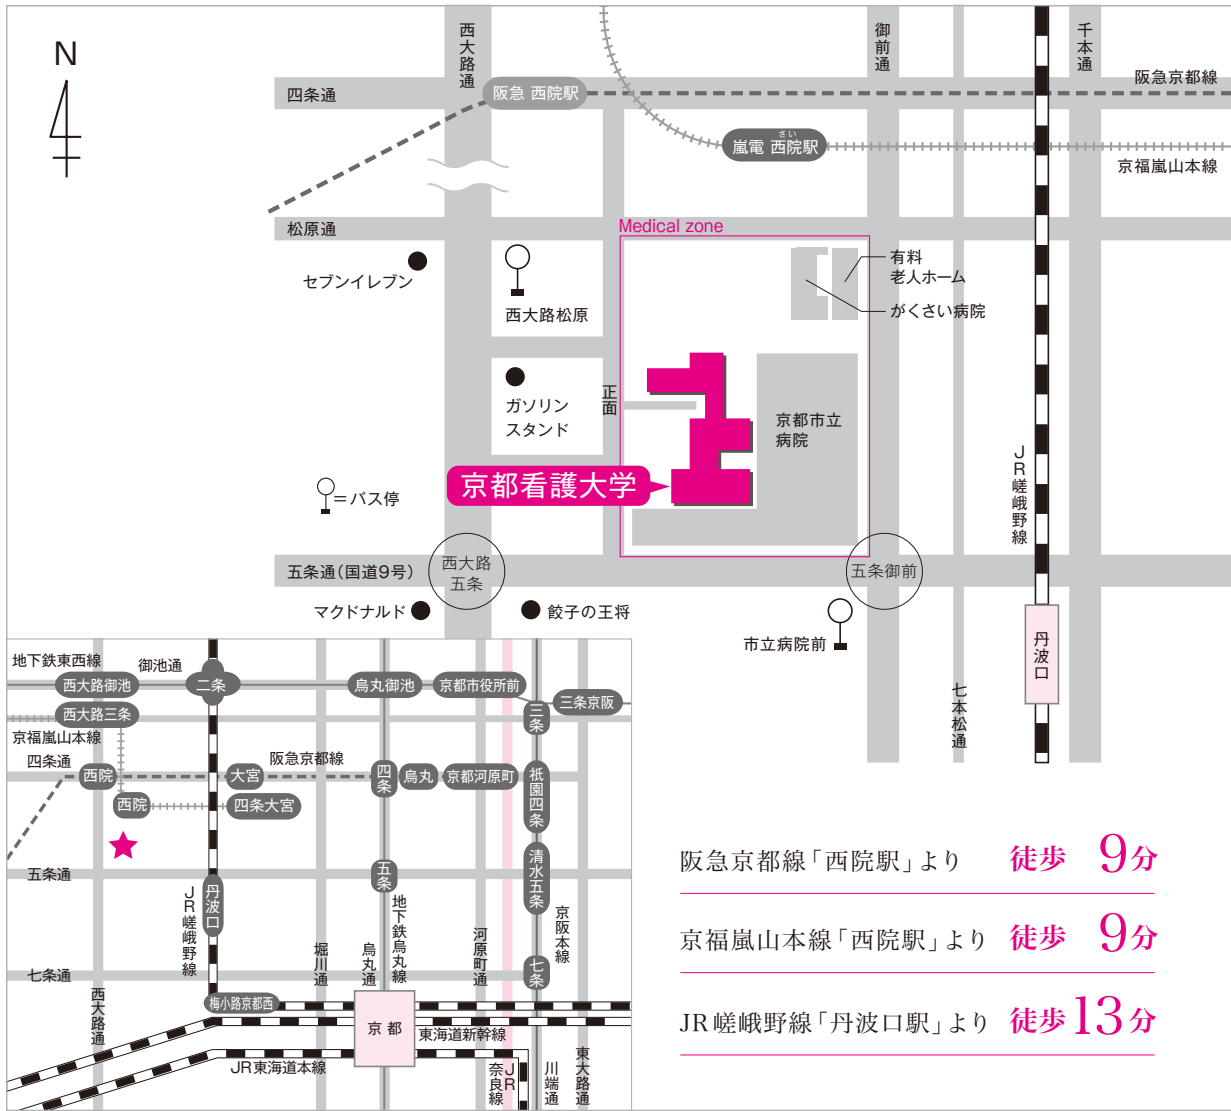 N
西大路通
御前通
千本通
阪急京都線
四条通
阪急 西院駅
さい
嵐電 西院駅
京福嵐山本線
松原通
Medical zone
セブンイレブン
西大路松原
有料
老人ホーム
がくさい病院
ガソリン
スタンド
正面
京都市立
病院
JR嵯峨野線
京都看護大学
=バス停
五条通(国道9号)
西大路
五条
五条御前
マクドナルド
餃子の王将
市立病院前
丹波口
七本松通
地下鉄東西線
御池通
西大路御池
二条
烏丸御池
京都市役所前
三条京阪
西大路三条
三条
京福嵐山本線
四条通
阪急京都線
西院
大宮
四条
烏丸
京都河原町
祇園四条
西院
四条大宮
五条通
丹波口
五条
清水五条
JR嵯峨野線
堀川通
烏丸通
地下鉄烏丸線
河原町通
京阪本線
七条通
七条
西大路通
梅小路京都西
京都
東海道新幹線
JR東海道本線
JR
奈良線
川端通
東大路通
阪急京都線「西院駅」より 徒歩 9分
京福嵐山本線「西院駅」より 徒歩 9分
JR嵯峨野線「丹波口駅」より 徒歩13分